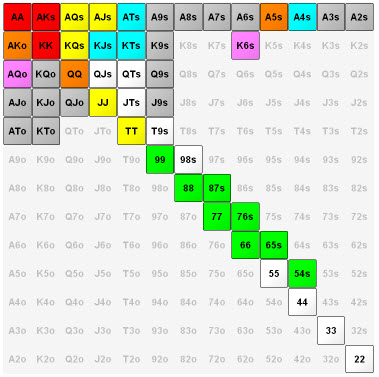 AA AKs AQs AJs ATs A9s A8s A7s A6s A5s A4s A3s A2s
AKo KK KQs KJs KTs K9s K8s K7s K6s K5s K4s K3s K2s
AQo KQo QQ QJs QTs Q9s Q8s Q7s Q6s Q5s Q4s Q3s Q2s
AJo KJo QJo JJ JTs J9s J8s J7s J6s J5s J4s J3s J2s
ATo KTo QTo JTo TT T9s T8s T7s T6s T5s T4s T3s T2s
A9o K9o Q9o J9o T9o 99 98s 97s 96s 95s 94s 93s 92s
A8o K8o Q8o J8o T8o 98o 88 87s 86s 85s 84s 83s 82s
A7o K7o Q7o J7o T7o 97o 87o 77 76s 75s 74s 73s 72s
A6o K6o Q6o J6o T6o 96o 86o 76o 66 65s 64s 63s 62s
A5o K5o Q5o J5o T5o 95o 85o 75o 65o 55 54s 53s 52s
A4o K4o Q4o J4o T4o 94o 84o 74o 64o 54o 44 43s 42s
A3o K3o Q3o J3o T3o 93o 83o 73o 63o 53o 43o 33 32s
A2o K2o Q2o J2o T2o 92o 82o 72o 62o 52o 42o 32o 22